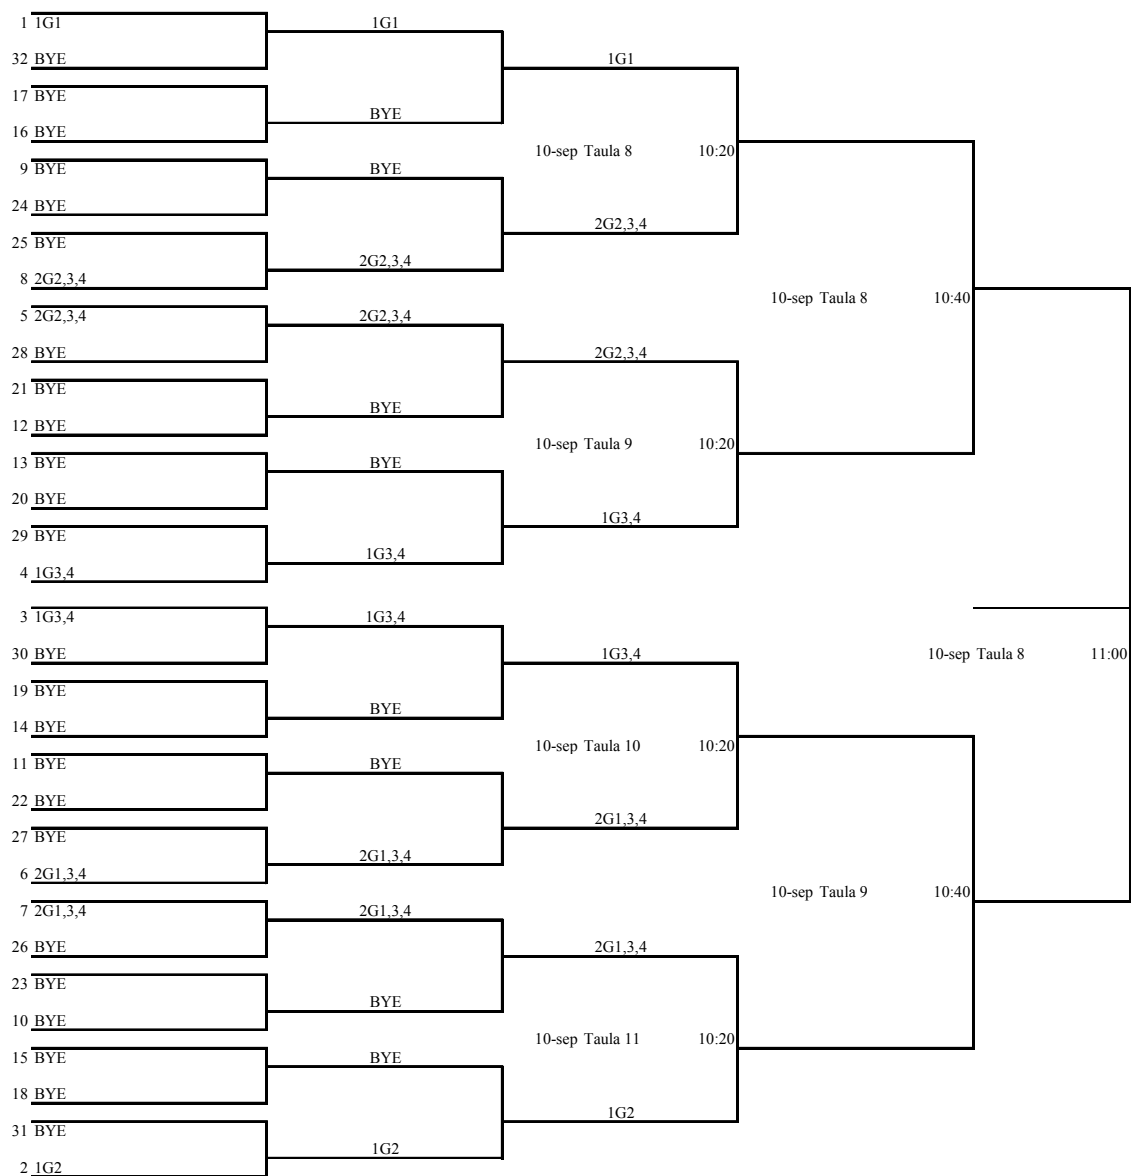 1 1G1
1G1
32 BYE
1G1
17 BYE
BYE
16 BYE
10-sep Taula 8 10:20
9 BYE
BYE
24 BYE
2G2,3,4
25 BYE
2G2,3,4
8 2G2,3,4
10-sep Taula 8 10:40
5 2G2,3,4
2G2,3,4
28 BYE
2G2,3,4
21 BYE
BYE
12 BYE
10-sep Taula 9 10:20
13 BYE
BYE
20 BYE
1G3,4
29 BYE
1G3,4
4 1G3,4
3 1G3,4
1G3,4
30 BYE
1G3,4
10-sep Taula 8 11:00
19 BYE
BYE
14 BYE
10-sep Taula 10 10:20
11 BYE
BYE
22 BYE
2G1,3,4
27 BYE
2G1,3,4
6 2G1,3,4
10-sep Taula 9 10:40
7 2G1,3,4
2G1,3,4
26 BYE
2G1,3,4
23 BYE
BYE
10 BYE
10-sep Taula 11 10:20
15 BYE
BYE
18 BYE
1G2
31 BYE
1G2
2 1G2